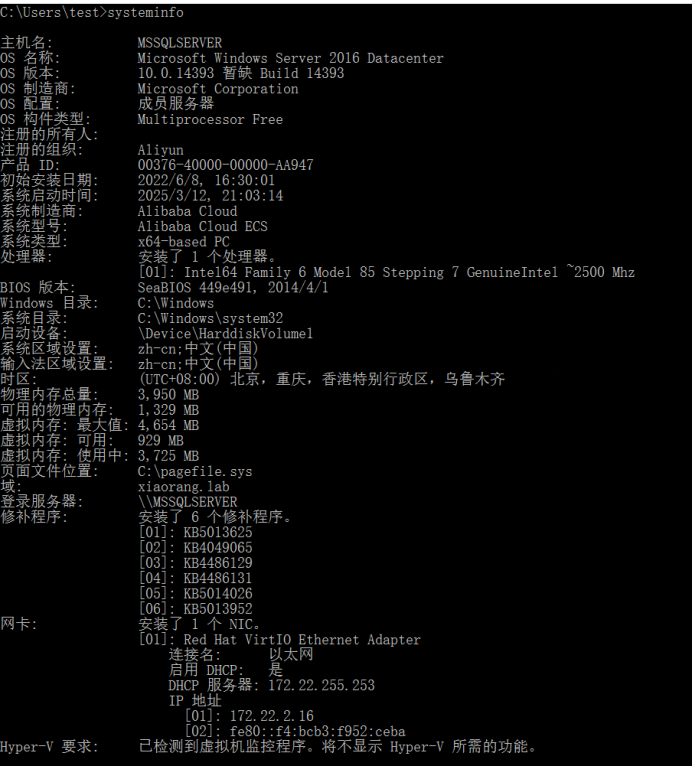 C:\Users\test>systeminfo
主机名: MSSQLSERVER
OS 名称: Microsoft Windows Server 2016 Datacenter
OS 版本: 10.0.14393 暂缺 Build 14393
OS 制造商: Microsoft Corporation
OS 配置: 成员服务器
OS 构件类型: Multiprocessor Free
注册的所有人:
注册的组织: Aliyun
产品 ID: 00376-40000-00000-AA947
初始安装日期: 2022/6/8, 16:30:01
系统启动时间: 2025/3/12, 21:03:14
系统制造商: Alibaba Cloud
系统型号: Alibaba Cloud ECS
系统类型: x64-based PC
处理器: 安装了 1 个处理器。
[01]: Intel64 Family 6 Model 85 Stepping 7 GenuineIntel ~2500 Mhz
BIOS 版本: SeaBIOS 449e491, 2014/4/1
Windows 目录: C:\Windows
系统目录: C:\Windows\system32
启动设备: \Device\HarddiskVolume1
系统区域设置: zh-cn;中文(中国)
输入法区域设置: zh-cn;中文(中国)
时区: (UTC+08:00) 北京，重庆，香港特别行政区，乌鲁木齐
物理内存总量: 3,950 MB
可用的物理内存: 1,329 MB
虚拟内存: 最大值: 4,654 MB
虚拟内存: 可用: 929 MB
虚拟内存: 使用中: 3,725 MB
页面文件位置: C:\pagefile.sys
域: xiaorang.lab
登录服务器: \\MSSQLSERVER
修补程序: 安装了 6 个修补程序。
[01]: KB5013625
[02]: KB4049065
[03]: KB4486129
[04]: KB4486131
[05]: KB5014026
[06]: KB5013952
网卡: 安装了 1 个 NIC。
[01]: Red Hat VirtIO Ethernet Adapter
连接名: 以太网
启用 DHCP: 是
DHCP 服务器: 172.22.255.253
IP 地址
[01]: 172.22.2.16
[02]: fe80::f4:bcb3:f952:ceba
Hyper-V 要求: 已检测到虚拟机监控程序。将不显示 Hyper-V 所需的功能。